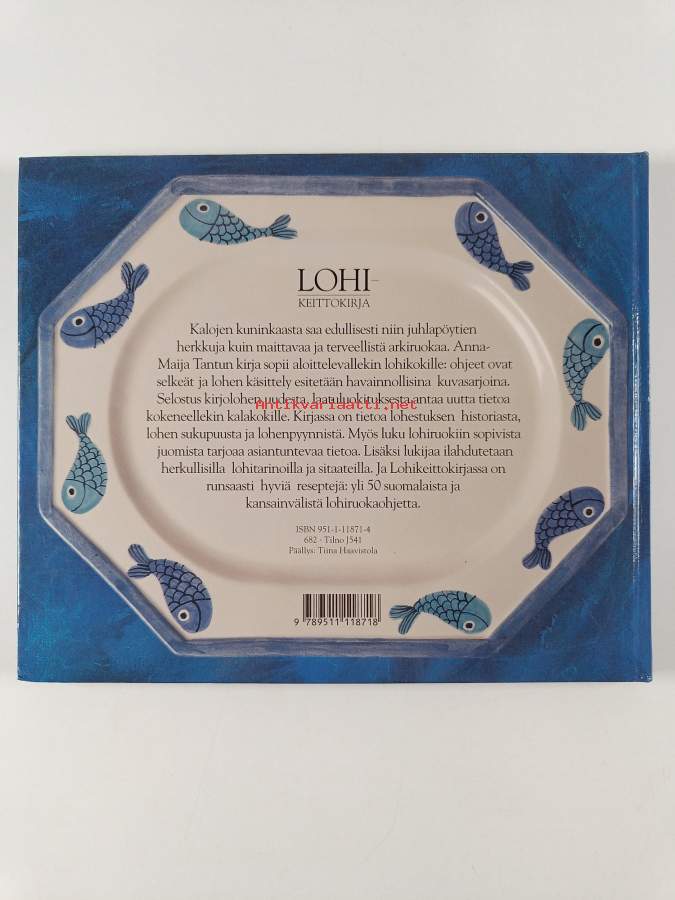 LOHI-
KEITTOKIRJA
Kalojen kuninkaasta saa edullisesti niin juhlapöytien
herkkuja kuin maittavaa ja terveellistä arkiruokaa. Anna-
Maija Tantun kirja sopii aloittelevallekin lohikokille: ohjeet ovat
selkeät ja lohen käsittely esitetään havainnollisina kuvasarjoina.
Selostus kirjolohen uudesta, laatuluokituksesta antaa uutta tietoa
Antikvariaatti.net
kokeneellekin kalakokille. Kirjassa on tietoa lohestuksen historiasta,
lohen sukupuusta ja lohenpyynnistä. Myös luku lohiruokiin sopivista
juomista tarjoaa asiantuntevaa tietoa. Lisäksi lukijaa ilahdutetaan
herkullisilla lohitarinoilla ja sitaateilla. Ja Lohikeittokirjassa on
runsaasti hyviä reseptejä: yli 50 suomalaista ja
kansainvälistä lohiruokaohjetta.
ISBN 951-1-11871-4
682 · Tilno J541
Päällys: Tiina Haavistola
9 789511 118718